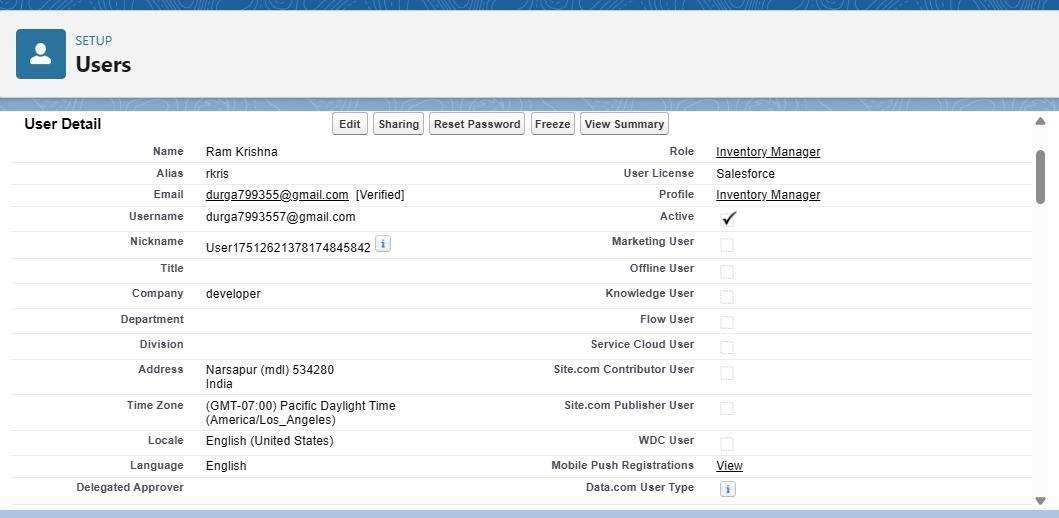 SETUP
Users
User Detail
Edit Sharing Reset Password Freeze View Summary
Name Ram Krishna Role Inventory Manager
Alias rkris User License Salesforce
Email durga799355@gmail.com [Verified] Profile Inventory Manager
Username durga7993557@gmail.com Active
Nickname User17512621378174845842 i Marketing User
Title Offline User
Company developer Knowledge User
Department Flow User
Division Service Cloud User
Address Narsapur (mdl) 534280 Site.com Contributor User
India
Time Zone (GMT-07:00) Pacific Daylight Time Site.com Publisher User
(America/Los_Angeles)
Locale English (United States) WDC User
Language English Mobile Push Registrations View
Delegated Approver Data.com User Type i